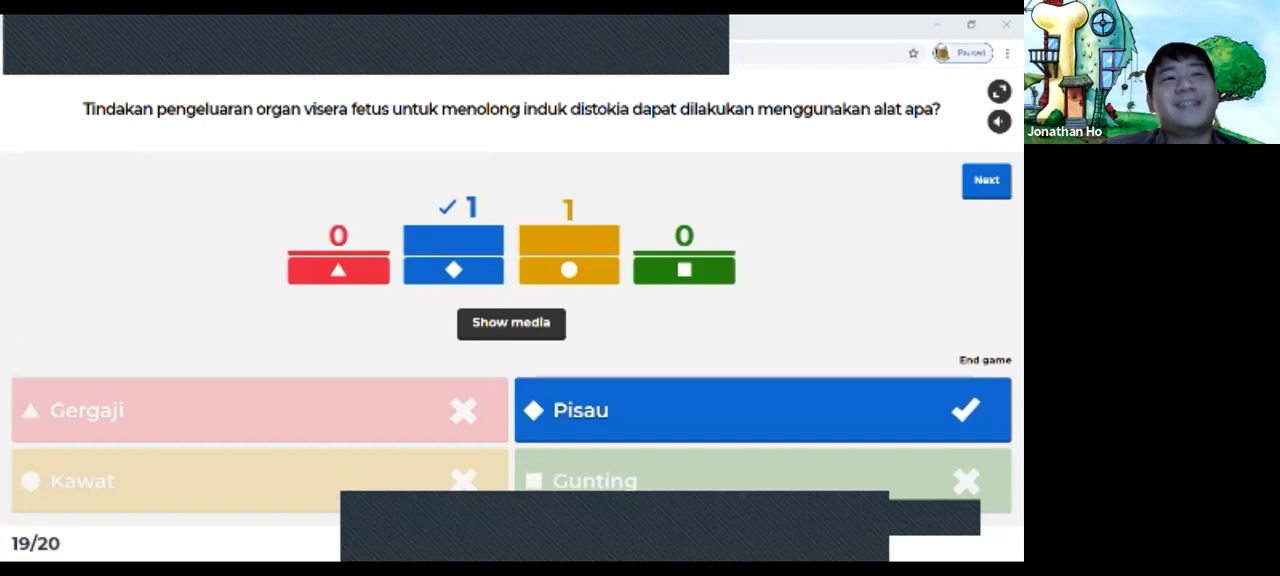 Tindakan pengeluaran organ visera fetus untuk menolong induk distokia dapat dilakukan menggunakan alat apa?
Next
0
1
1
0
Show media
End game
Gergaji
Pisau
Kawat
Gunting
19/20
Jonathan Ho